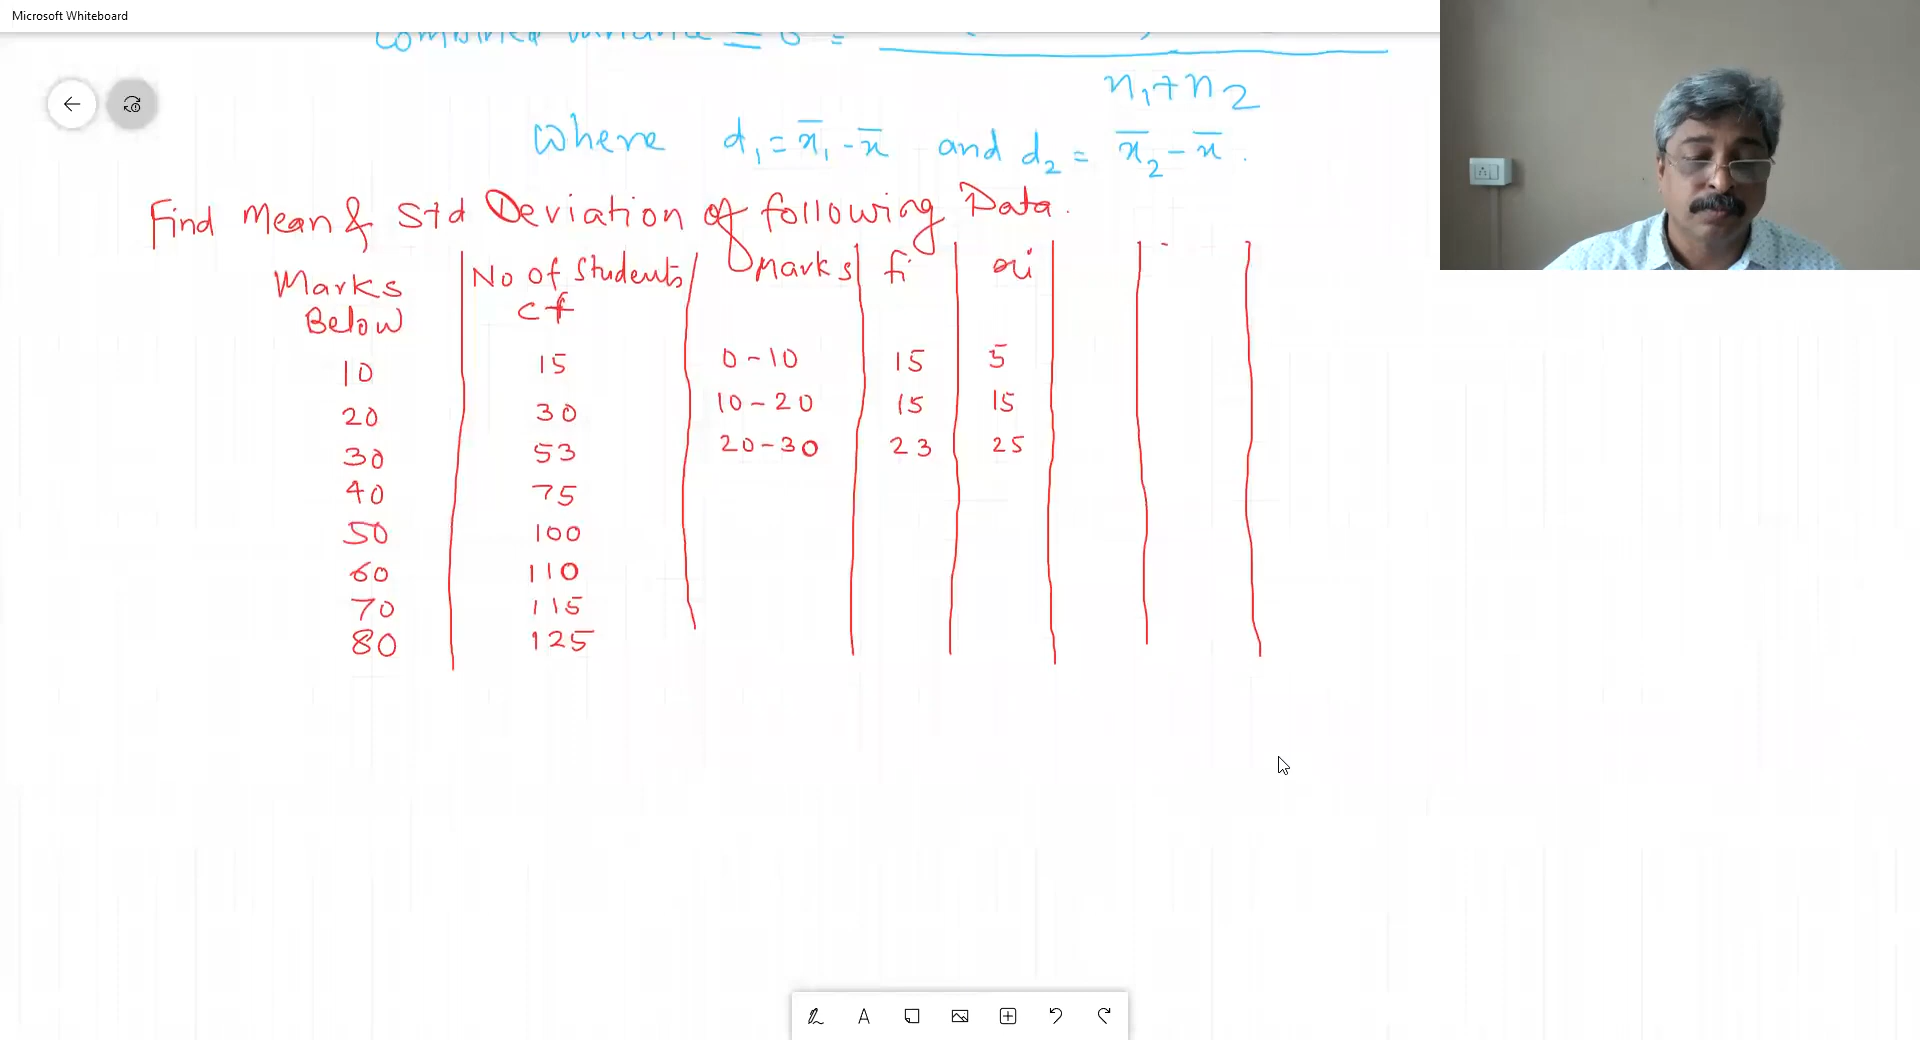 Microsoft Whiteboard
n₁+n₂
where d₁ = x̄₁ - x̄ and d₂ = x̄₂ - x̄ .
Find Mean & Std Deviation of following Data.
Marks Below | No of Students cf | Marks | fi | xi
10 | 15 | 0-10 | 15 | 5
20 | 30 | 10-20 | 15 | 15
30 | 53 | 20-30 | 23 | 25
40 | 75
50 | 100
60 | 110
70 | 115
80 | 125